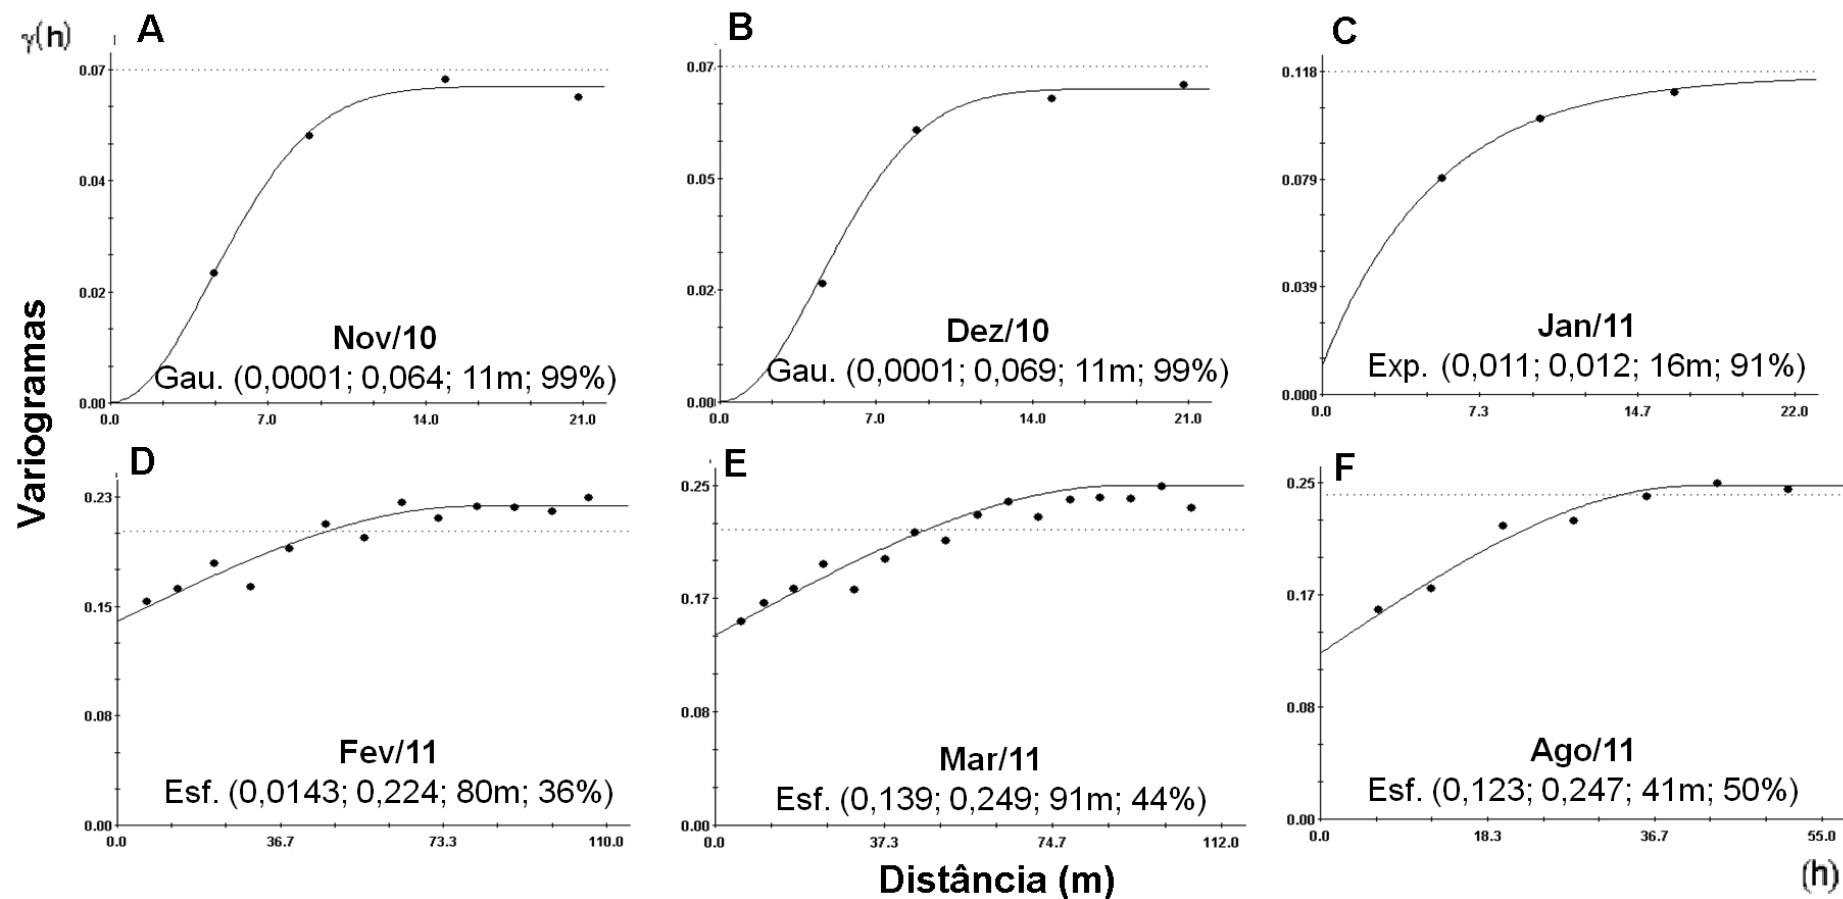 γ(h)
A
0.07
0.04
0.02
0.00
0.0 7.0 14.0 21.0
Nov/10
Gau. (0,0001; 0,064; 11m; 99%)
B
0.07
0.05
0.02
0.00
0.0 7.0 14.0 21.0
Dez/10
Gau. (0,0001; 0,069; 11m; 99%)
C
0.118
0.079
0.039
0.000
0.0 7.3 14.7 22.0
Jan/11
Exp. (0,011; 0,012; 16m; 91%)
Variogramas
D
0.23
0.15
0.08
0.00
0.0 36.7 73.3 110.0
Fev/11
Esf. (0,0143; 0,224; 80m; 36%)
E
0.25
0.17
0.08
0.00
0.0 37.3 74.7 112.0
Mar/11
Esf. (0,139; 0,249; 91m; 44%)
F
0.25
0.17
0.08
0.00
0.0 18.3 36.7 55.0
Ago/11
Esf. (0,123; 0,247; 41m; 50%)
Distância (m)
(h)